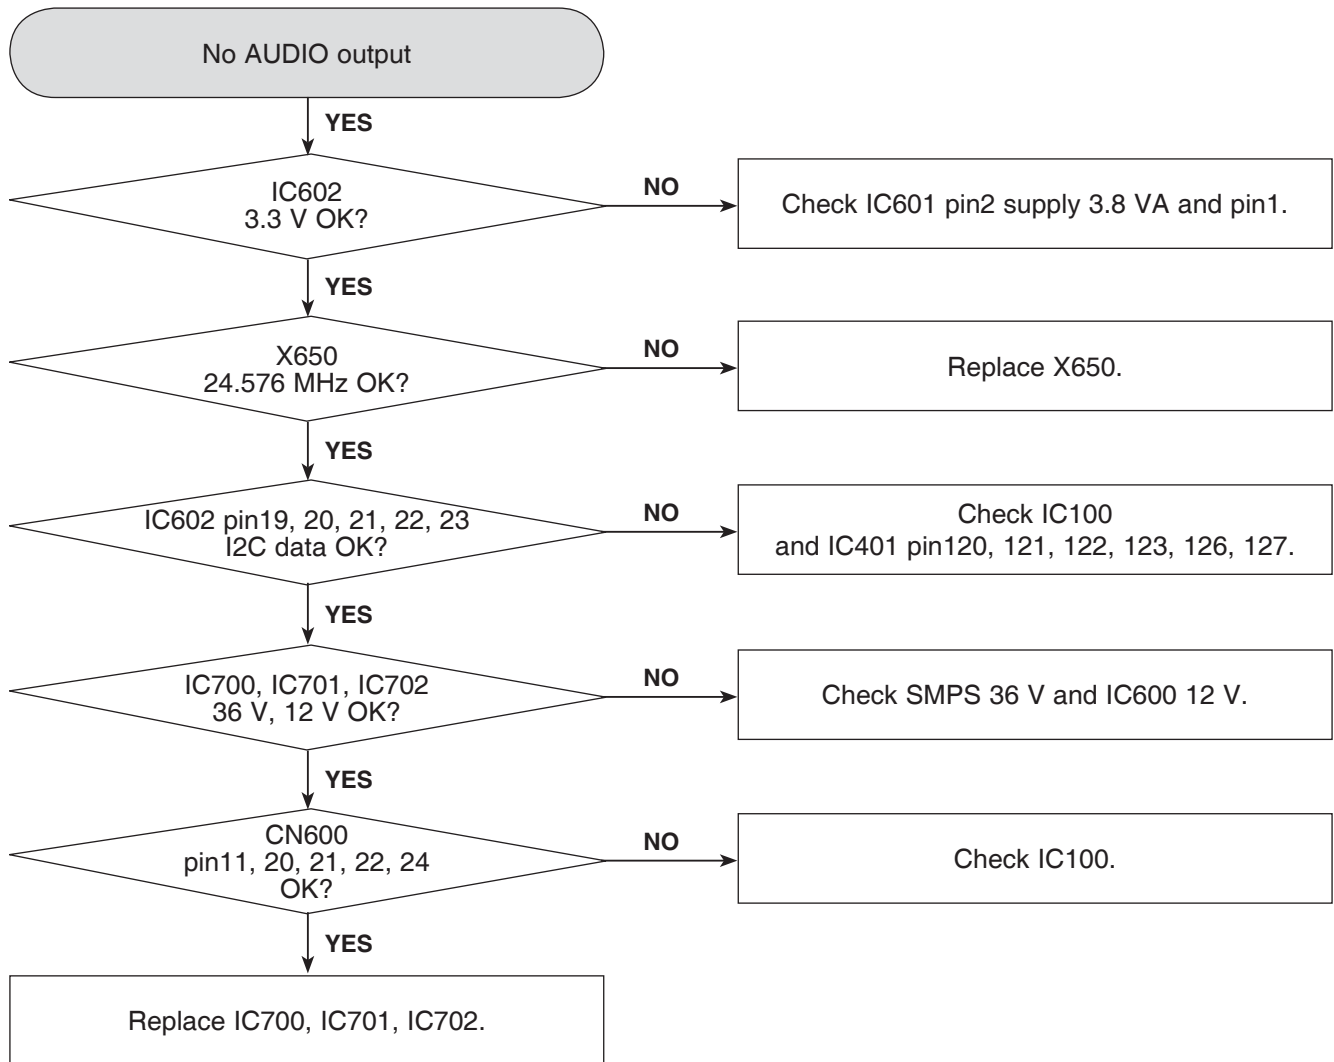 No AUDIO output
YES
IC602
3.3 V OK?
NO
Check IC601 pin2 supply 3.8 VA and pin1.
YES
X650
24.576 MHz OK?
NO
Replace X650.
YES
IC602 pin19, 20, 21, 22, 23
I2C data OK?
NO
Check IC100
and IC401 pin120, 121, 122, 123, 126, 127.
YES
IC700, IC701, IC702
36 V, 12 V OK?
NO
Check SMPS 36 V and IC600 12 V.
YES
CN600
pin11, 20, 21, 22, 24
OK?
NO
Check IC100.
YES
Replace IC700, IC701, IC702.